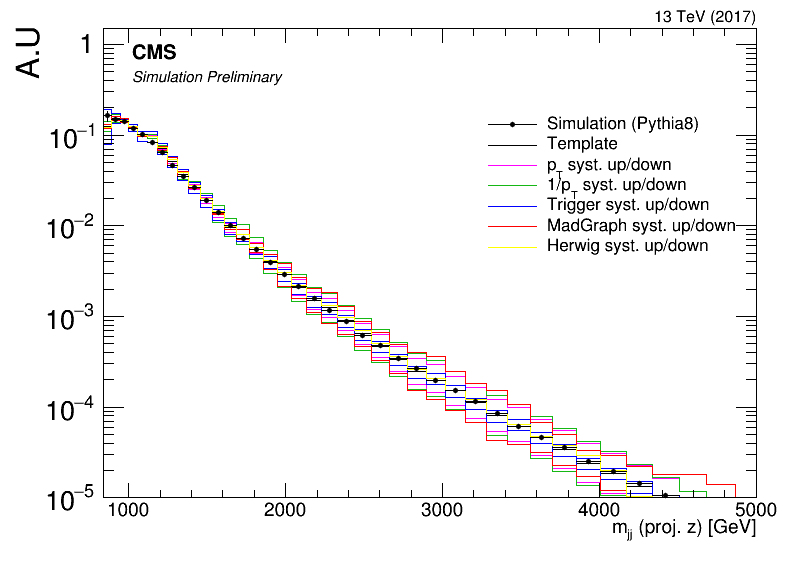 13 TeV (2017)
A.U
CMS
Simulation Preliminary
Simulation (Pythia8)
Template
p_T syst. up/down
1/p_T syst. up/down
Trigger syst. up/down
MadGraph syst. up/down
Herwig syst. up/down
1
10^{-1}
10^{-2}
10^{-3}
10^{-4}
10^{-5}
1000 2000 3000 4000 5000
m_{jj} (proj. z) [GeV]